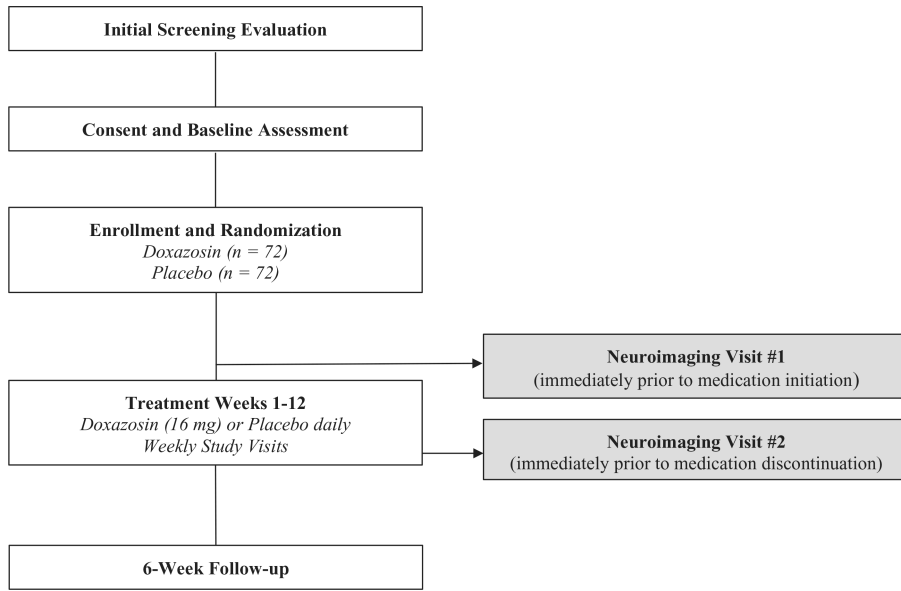 Initial Screening Evaluation
Consent and Baseline Assessment
Enrollment and Randomization
Doxazosin (n = 72)
Placebo (n = 72)
Neuroimaging Visit #1
(immediately prior to medication initiation)
Treatment Weeks 1-12
Doxazosin (16 mg) or Placebo daily
Weekly Study Visits
Neuroimaging Visit #2
(immediately prior to medication discontinuation)
6-Week Follow-up